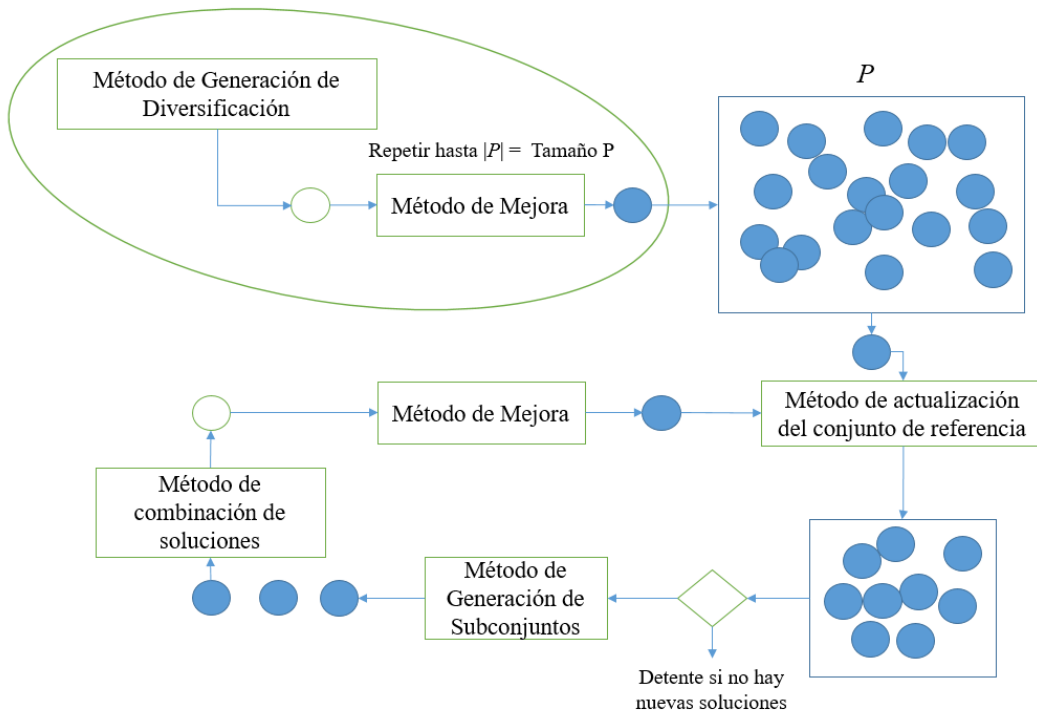 Método de Generación de
Diversificación
P
Repetir hasta |P| = Tamaño P
Método de Mejora
Método de Mejora
Método de actualización
del conjunto de referencia
Método de
combinación de
soluciones
Método de
Generación de
Subconjuntos
Detente si no hay
nuevas soluciones